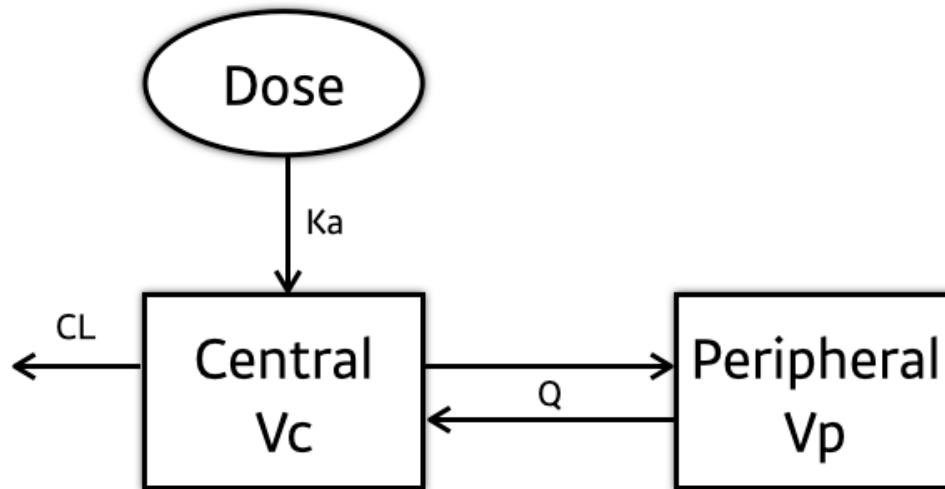 Dose
Ka
CL
Central
Vc
Q
Peripheral
Vp